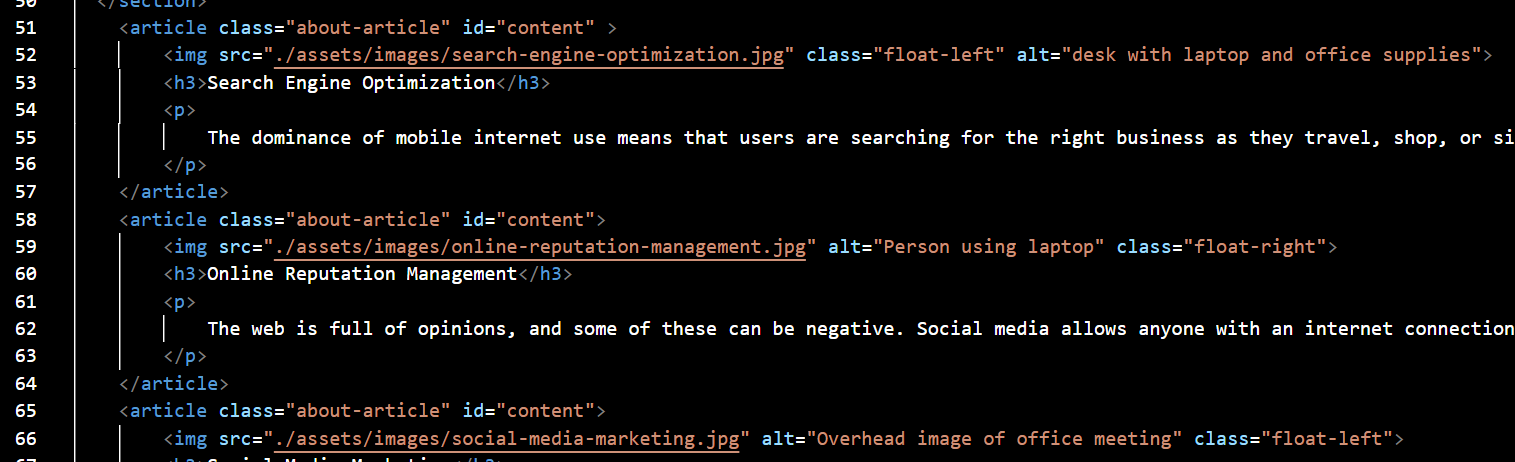 50 </section>
51 <article class="about-article" id="content" >
52 <img src="./assets/images/search-engine-optimization.jpg" class="float-left" alt="desk with laptop and office supplies">
53 <h3>Search Engine Optimization</h3>
54 <p>
55 The dominance of mobile internet use means that users are searching for the right business as they travel, shop, or si
56 </p>
57 </article>
58 <article class="about-article" id="content">
59 <img src="./assets/images/online-reputation-management.jpg" alt="Person using laptop" class="float-right">
60 <h3>Online Reputation Management</h3>
61 <p>
62 The web is full of opinions, and some of these can be negative. Social media allows anyone with an internet connection
63 </p>
64 </article>
65 <article class="about-article" id="content">
66 <img src="./assets/images/social-media-marketing.jpg" alt="Overhead image of office meeting" class="float-left">
67 <h3>Social Media Marketing</h3>